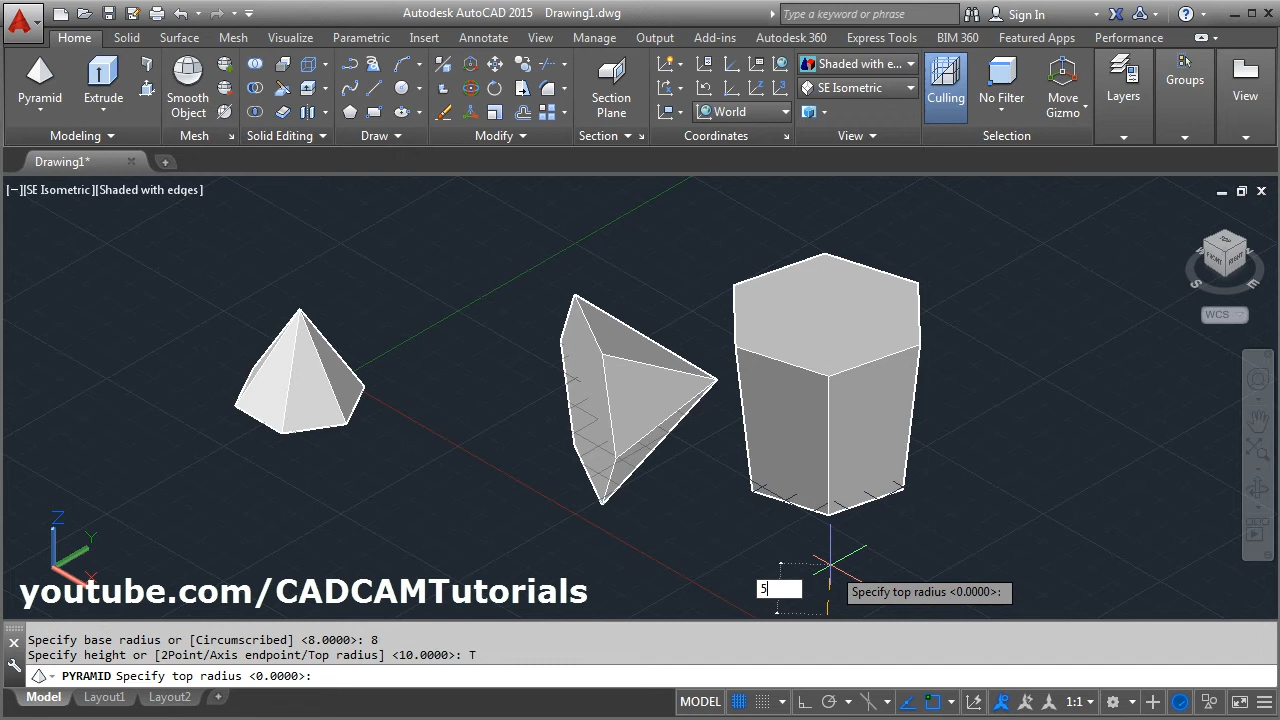 Autodesk AutoCAD 2015 Drawing1.dwg
Type a keyword or phrase
Sign In
Home Solid Surface Mesh Visualize Parametric Insert Annotate View Manage Output Add-ins Autodesk 360 Express Tools BIM 360 Featured Apps Performance
Pyramid Extrude Smooth Object Section Plane Culling No Filter Move Gizmo Layers Groups View
Shaded with e...
SE Isometric
World
Modeling Mesh Solid Editing Draw Modify Section Coordinates View Selection
Drawing1*
[−][SE Isometric][Shaded with edges]
TOP
FRONT RIGHT
S E
WCS
Z
Y
X
youtube.com/CADCAMTutorials
5
Specify top radius <0.0000>:
Specify base radius or [Circumscribed] <8.0000>: 8
Specify height or [2Point/Axis endpoint/Top radius] <10.0000>: T
PYRAMID Specify top radius <0.0000>:
Model Layout1 Layout2 + MODEL 1:1